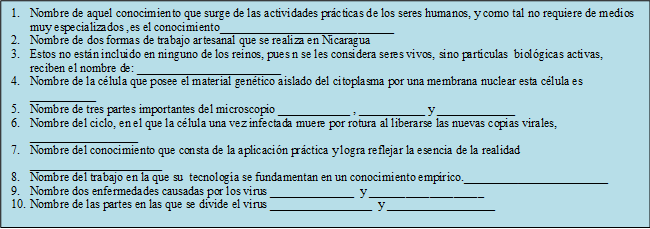 1. Nombre de aquel conocimiento que surge de las actividades prácticas de los seres humanos, y como tal no requiere de medios
muy especializados ,es el conocimiento____________________________
2. Nombre de dos formas de trabajo artesanal que se realiza en Nicaragua
3. Estos no están incluido en ninguno de los reinos, pues n se les considera seres vivos, sino partículas biológicas activas,
reciben el nombre de: ___________________
4. Nombre de la célula que posee el material genético aislado del citoplasma por una membrana nuclear esta célula es
___________
5. Nombre de tres partes importantes del microscopio ____________ , ___________ y _____________
6. Nombre del ciclo, en el que la célula una vez infectada muere por rotura al liberarse las nuevas copias virales,
__________________
7. Nombre del conocimiento que consta de la aplicación práctica y logra reflejar la esencia de la realidad
______________________
8. Nombre del trabajo en la que su tecnología se fundamentan en un conocimiento empírico.________________________
9. Nombre dos enfermedades causadas por los virus ______________ y ___________________
10. Nombre de las partes en las que se divide el virus _________________ y __________________